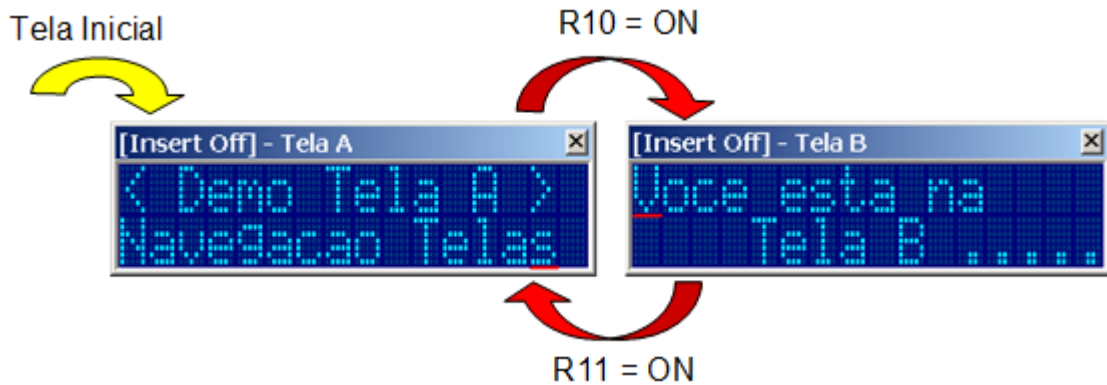 Tela Inicial
R10 = ON
[Insert Off] - Tela A
< Demo Tela A >
Navegacao Telas
[Insert Off] - Tela B
Voce esta na
Tela B .....
R11 = ON